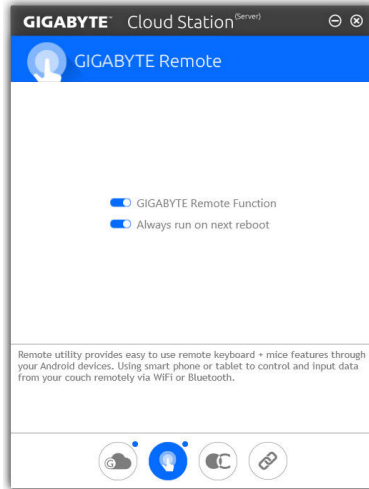 GIGABYTE™ Cloud Station (Server)
GIGABYTE Remote
GIGABYTE Remote Function
Always run on next reboot
Remote utility provides easy to use remote keyboard + mice features through
your Android devices. Using smart phone or tablet to control and input data
from your couch remotely via WiFi or Bluetooth.
G